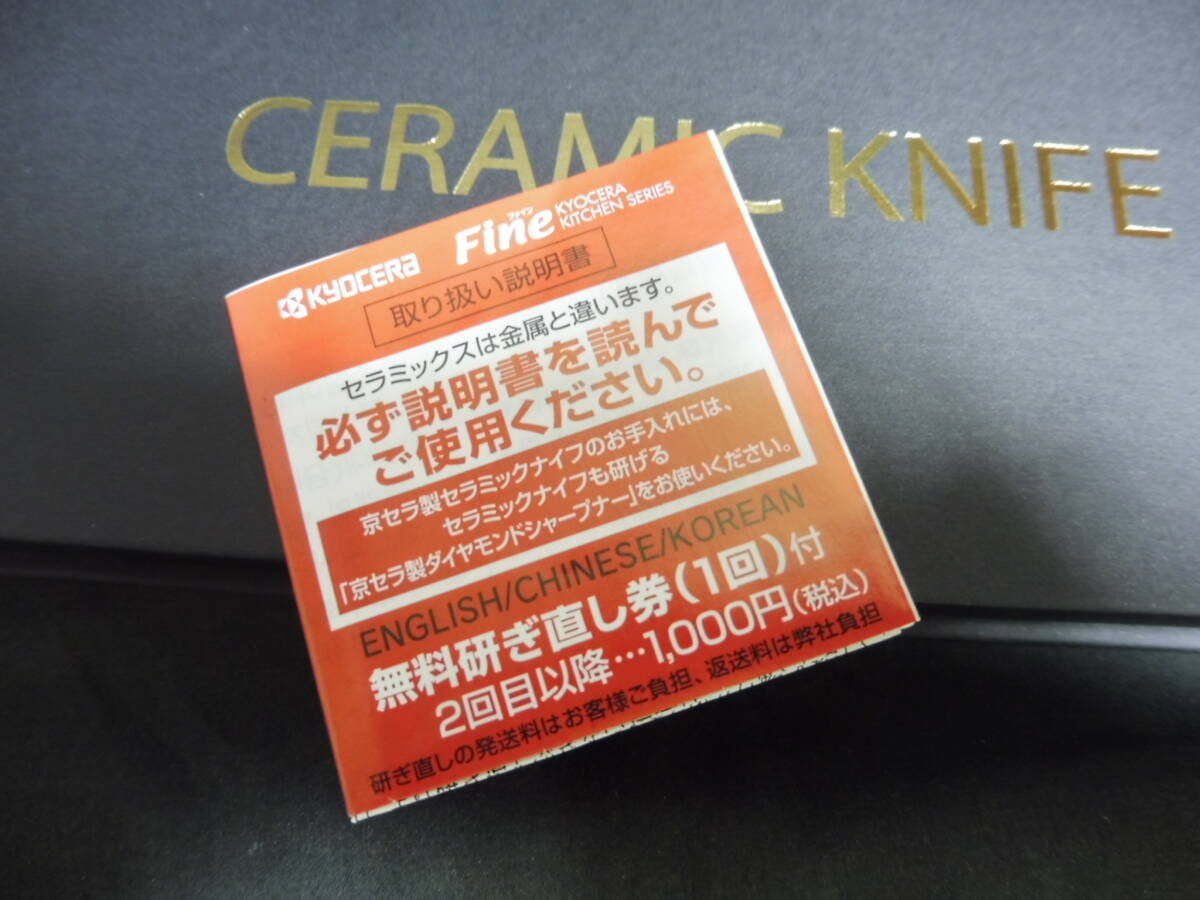 CERAMIC KNIFE
KYOCERA
ファイン
Fine
KYOCERA
KITCHEN SERIES
取り扱い説明書
セラミックスは金属と違います。
必ず説明書を読んで
ご使用ください。
京セラ製セラミックナイフのお手入れには、
セラミックナイフも研げる
「京セラ製ダイヤモンドシャープナー」をお使いください。
ENGLISH/CHINESE/KOREAN
無料研ぎ直し券(1回)付
2回目以降…1,000円(税込)
研ぎ直しの発送料はお客様ご負担、返送料は弊社負担